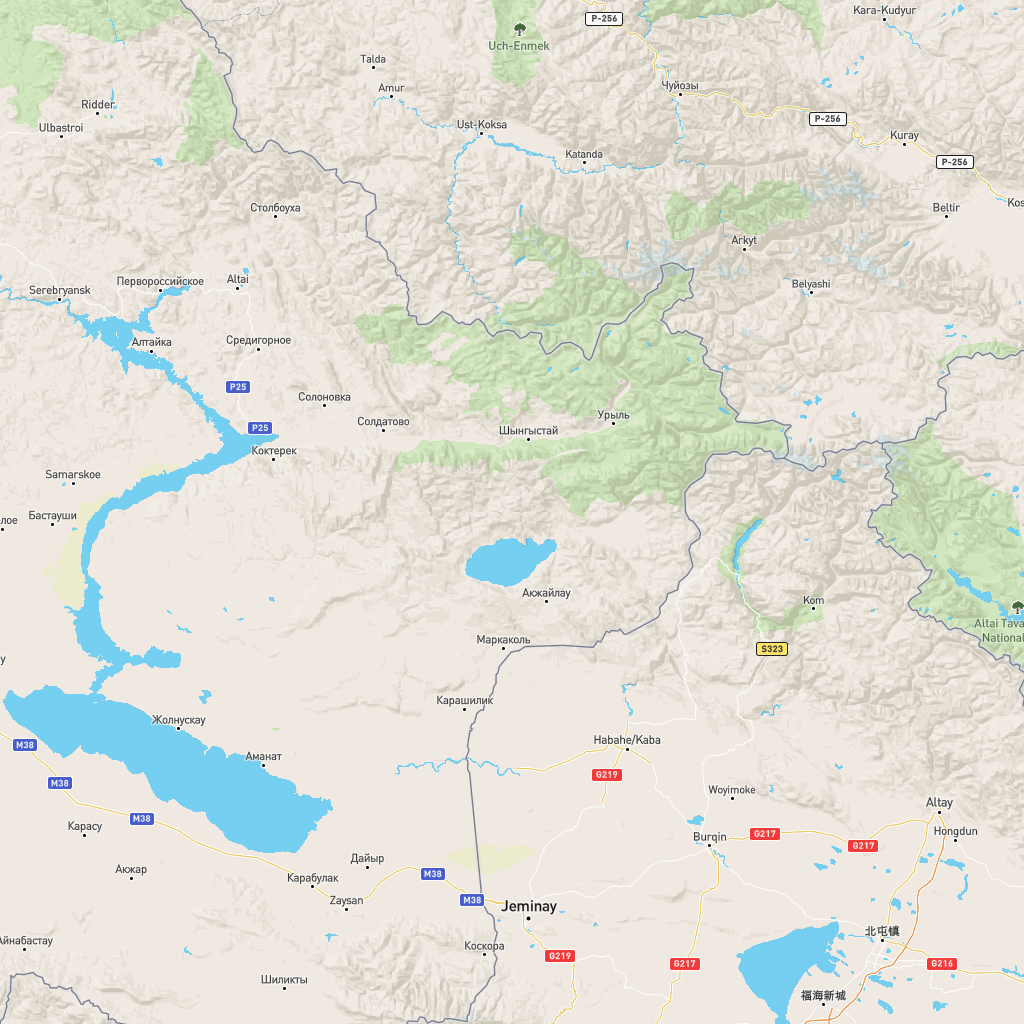 Kara-Kudyur
P-256
Uch-Enmek
Talda
Чуйозы
Amur
Ridder
P-256
Ust-Koksa
Ulbastroi
Kuray
Katanda
P-256
Столбоуха
Beltir
Kos
Arkyt
Altai
Первороссийское
Belyashi
Serebryansk
Средигорное
Алтайка
P25
Солоновка
Урыль
Солдатово
P25
Шынгыстай
Коктерек
Samarskoe
Бастауши
лое
Акжайлау
Kom
Altai Tava
National
Маркаколь
S323
y
Карашилик
Жолнускау
Habahe/Kaba
M38
Аманат
G219
M38
Woyimoke
Altay
M38
Карасу
Hongdun
G217
Burqin
G217
Дайыр
Акжар
M38
Карабулак
Zaysan
M38
Jeminay
北屯镇
Айнабастау
Коскора
G219
G217
G216
Шиликты
福海新城